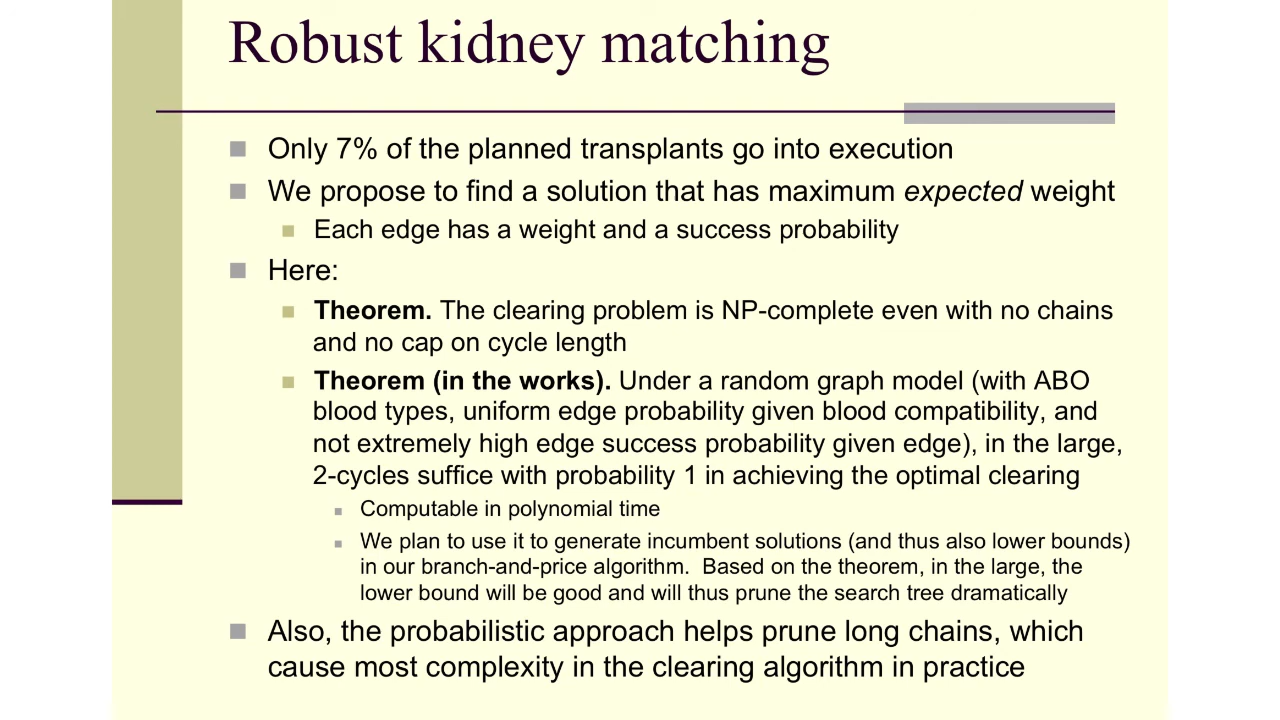 Robust kidney matching
Only 7% of the planned transplants go into execution
We propose to find a solution that has maximum expected weight
Each edge has a weight and a success probability
Here:
Theorem. The clearing problem is NP-complete even with no chains
and no cap on cycle length
Theorem (in the works). Under a random graph model (with ABO
blood types, uniform edge probability given blood compatibility, and
not extremely high edge success probability given edge), in the large,
2-cycles suffice with probability 1 in achieving the optimal clearing
Computable in polynomial time
We plan to use it to generate incumbent solutions (and thus also lower bounds)
in our branch-and-price algorithm.  Based on the theorem, in the large, the
lower bound will be good and will thus prune the search tree dramatically
Also, the probabilistic approach helps prune long chains, which
cause most complexity in the clearing algorithm in practice